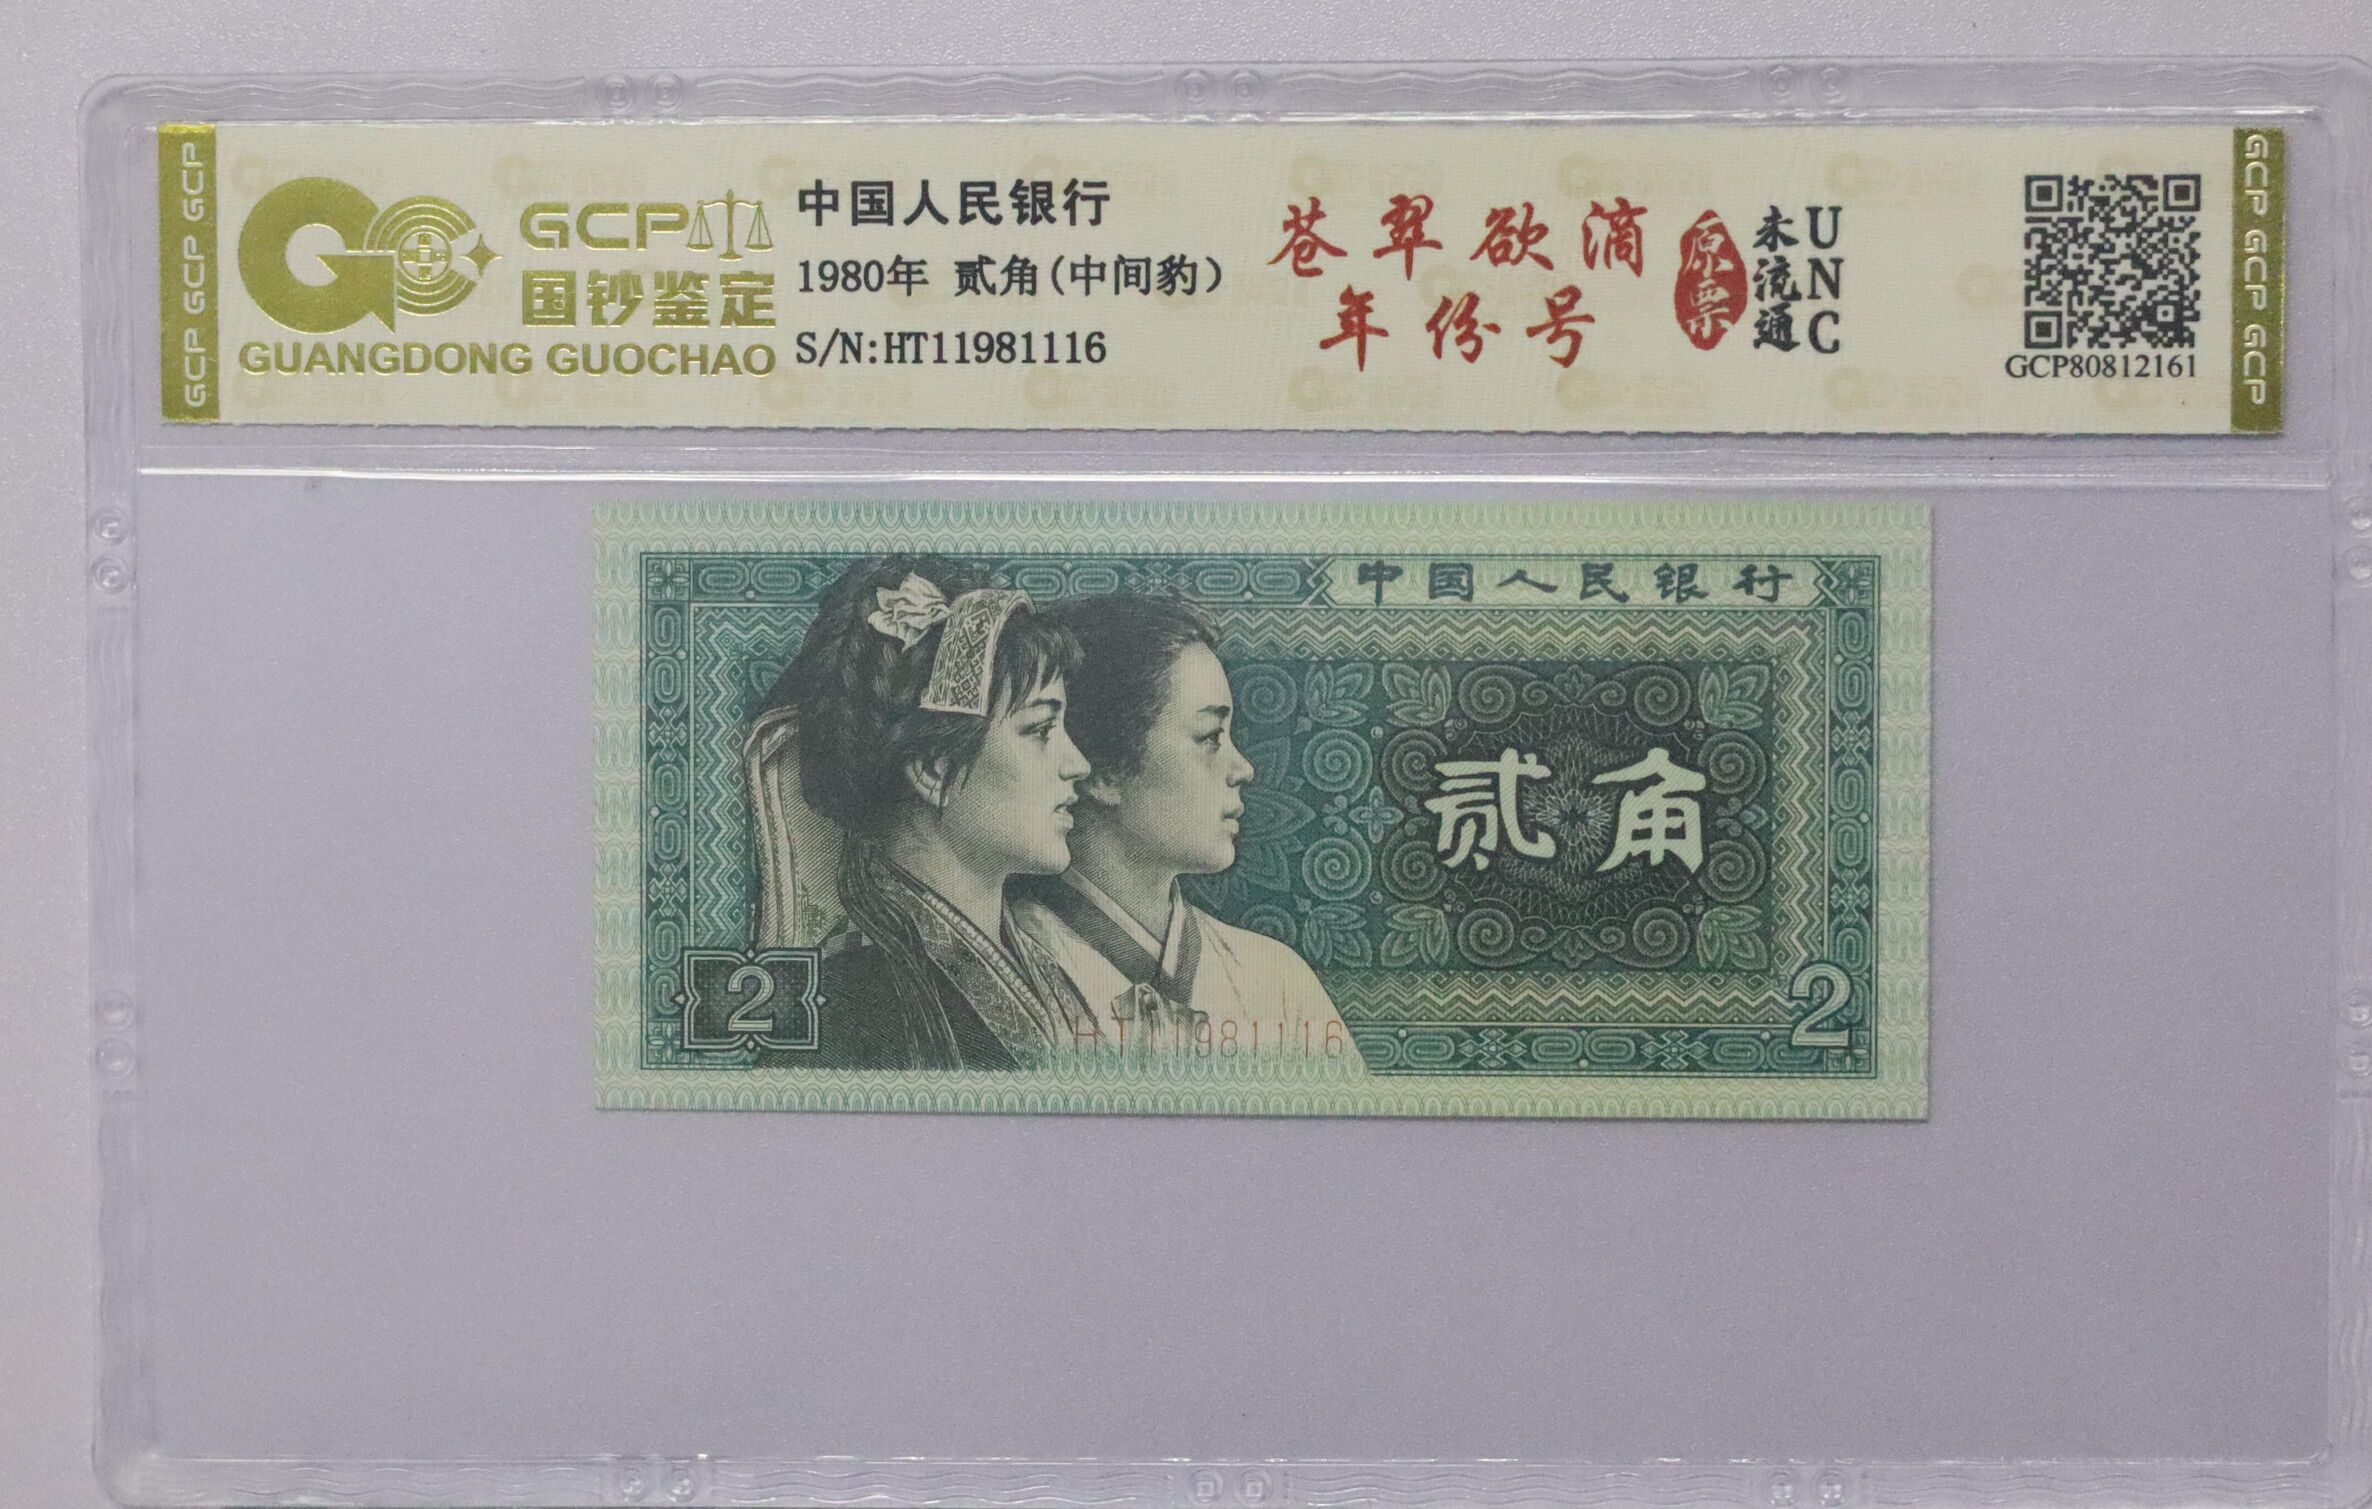 GCP GCP GCP
GCP
国钞鉴定
GUANGDONG GUOCHAO
中国人民银行
1980年 贰角(中间豹)
S/N:HT11981116
苍翠欲滴
年份号
原票
未流通
UNC
GCP80812161
GCP GCP GCP
中国人民银行
贰角
2
HT11981116
2